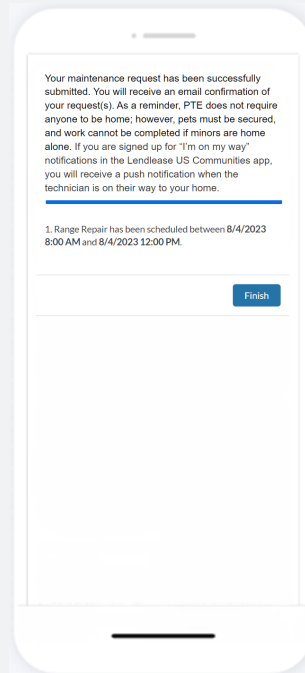 Your maintenance request has been successfully
submitted. You will receive an email confirmation of
your request(s). As a reminder, PTE does not require
anyone to be home; however, pets must be secured,
and work cannot be completed if minors are home
alone. If you are signed up for “I'm on my way”
notifications in the Lendlease US Communities app,
you will receive a push notification when the
technician is on their way to your home.
1. Range Repair has been scheduled between 8/4/2023
8:00 AM and 8/4/2023 12:00 PM.
Finish